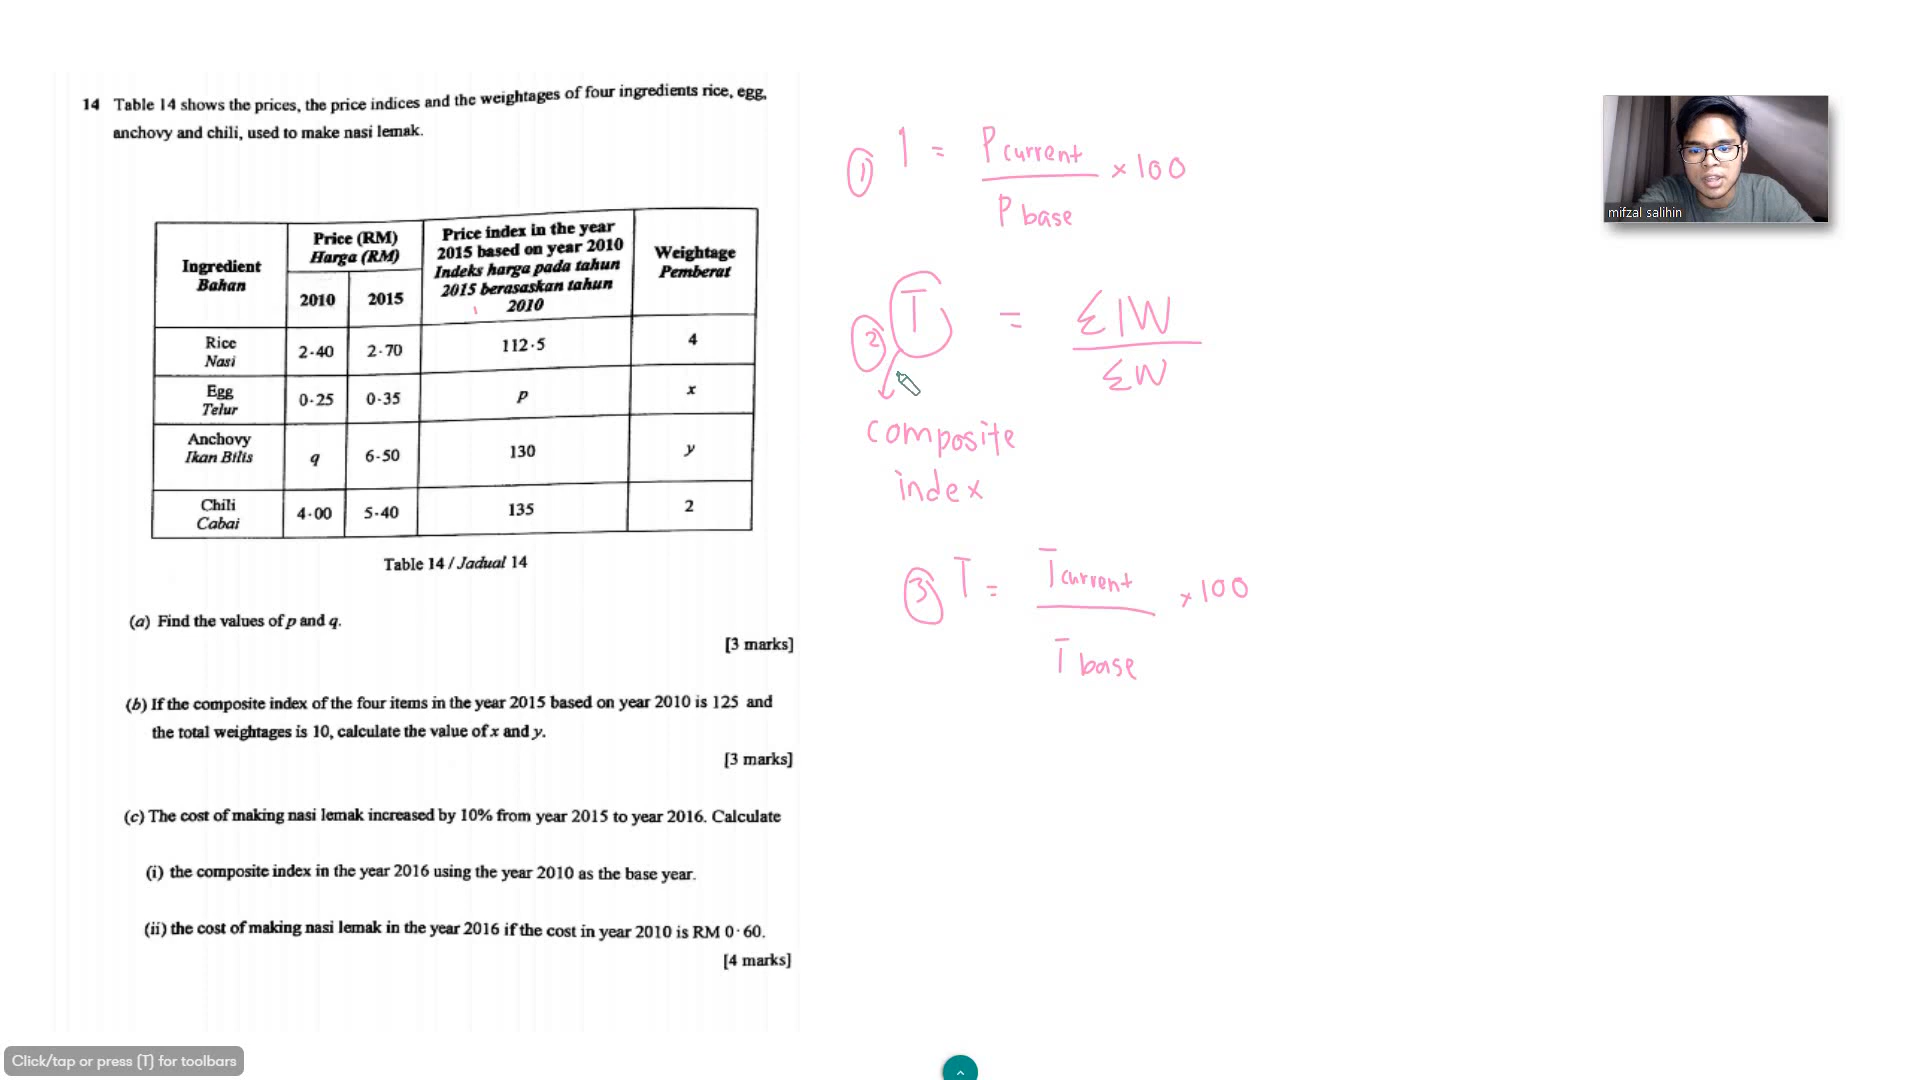 14 Table 14 shows the prices, the price indices and the weightages of four ingredients rice, egg,
anchovy and chili, used to make nasi lemak.
Ingredient
Bahan
Price (RM)
Harga (RM)
2010
2015
Price index in the year
2015 based on year 2010
Indeks harga pada tahun
2015 berasaskan tahun
2010
Weightage
Pemberat
Rice
Nasi
2·40
2·70
112·5
4
Egg
Telur
0·25
0·35
p
x
Anchovy
Ikan Bilis
q
6·50
130
y
Chili
Cabai
4·00
5·40
135
2
Table 14 / Jadual 14
(a) Find the values of p and q.
[3 marks]
(b) If the composite index of the four items in the year 2015 based on year 2010 is 125 and
the total weightages is 10, calculate the value of x and y.
[3 marks]
(c) The cost of making nasi lemak increased by 10% from year 2015 to year 2016. Calculate
(i) the composite index in the year 2016 using the year 2010 as the base year.
(ii) the cost of making nasi lemak in the year 2016 if the cost in year 2010 is RM 0·60.
[4 marks]
① I = P current / P base × 100
② Ī = ΣIW / ΣW
composite
index
③ Ī = Ī current / Ī base × 100
mifzal salihin
Click/tap or press (T) for toolbars